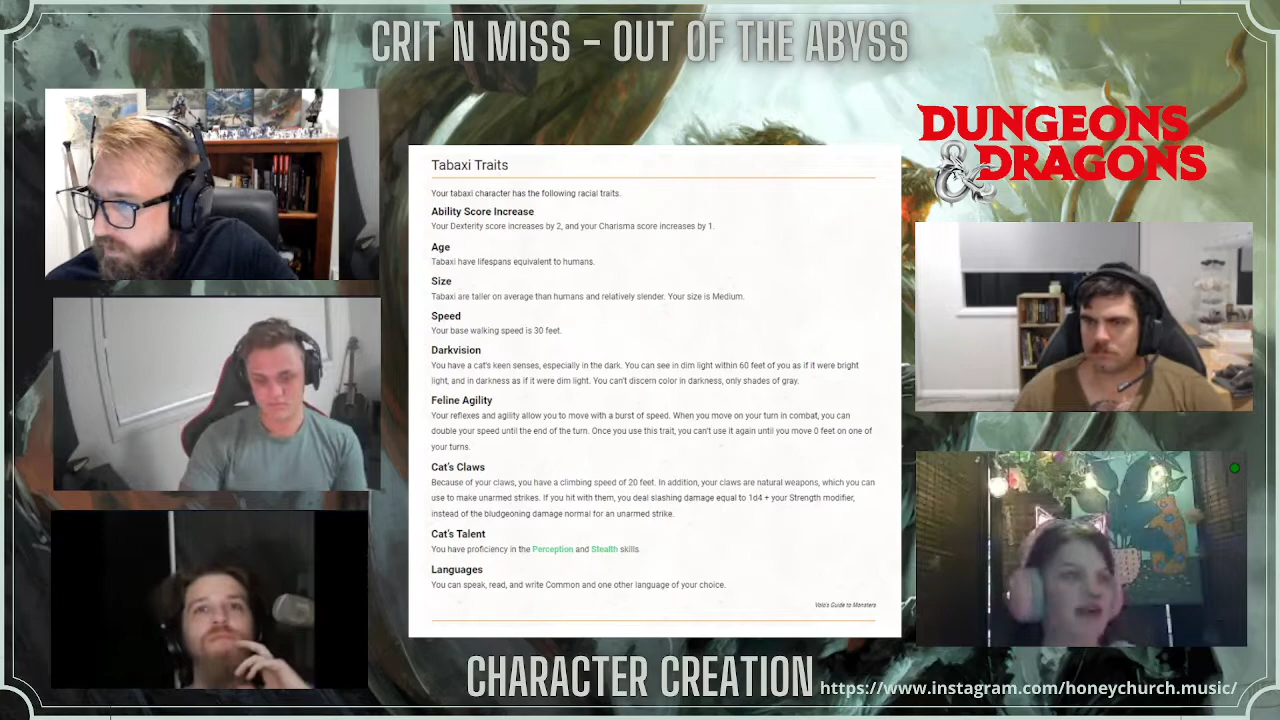 CRIT N MISS - OUT OF THE ABYSS
DUNGEONS
& DRAGONS
Tabaxi Traits
Your tabaxi character has the following racial traits.
Ability Score Increase
Your Dexterity score increases by 2, and your Charisma score increases by 1.
Age
Tabaxi have lifespans equivalent to humans.
Size
Tabaxi are taller on average than humans and relatively slender. Your size is Medium.
Speed
Your base walking speed is 30 feet.
Darkvision
You have a cat's keen senses, especially in the dark. You can see in dim light within 60 feet of you as if it were bright
light, and in darkness as if it were dim light. You can't discern color in darkness, only shades of gray.
Feline Agility
Your reflexes and agility allow you to move with a burst of speed. When you move on your turn in combat, you can
double your speed until the end of the turn. Once you use this trait, you can't use it again until you move 0 feet on one of
your turns.
Cat's Claws
Because of your claws, you have a climbing speed of 20 feet. In addition, your claws are natural weapons, which you can
use to make unarmed strikes. If you hit with them, you deal slashing damage equal to 1d4 + your Strength modifier,
instead of the bludgeoning damage normal for an unarmed strike.
Cat's Talent
You have proficiency in the Perception and Stealth skills.
Languages
You can speak, read, and write Common and one other language of your choice.
Volo's Guide to Monsters
CHARACTER CREATION
https://www.instagram.com/honeychurch.music/